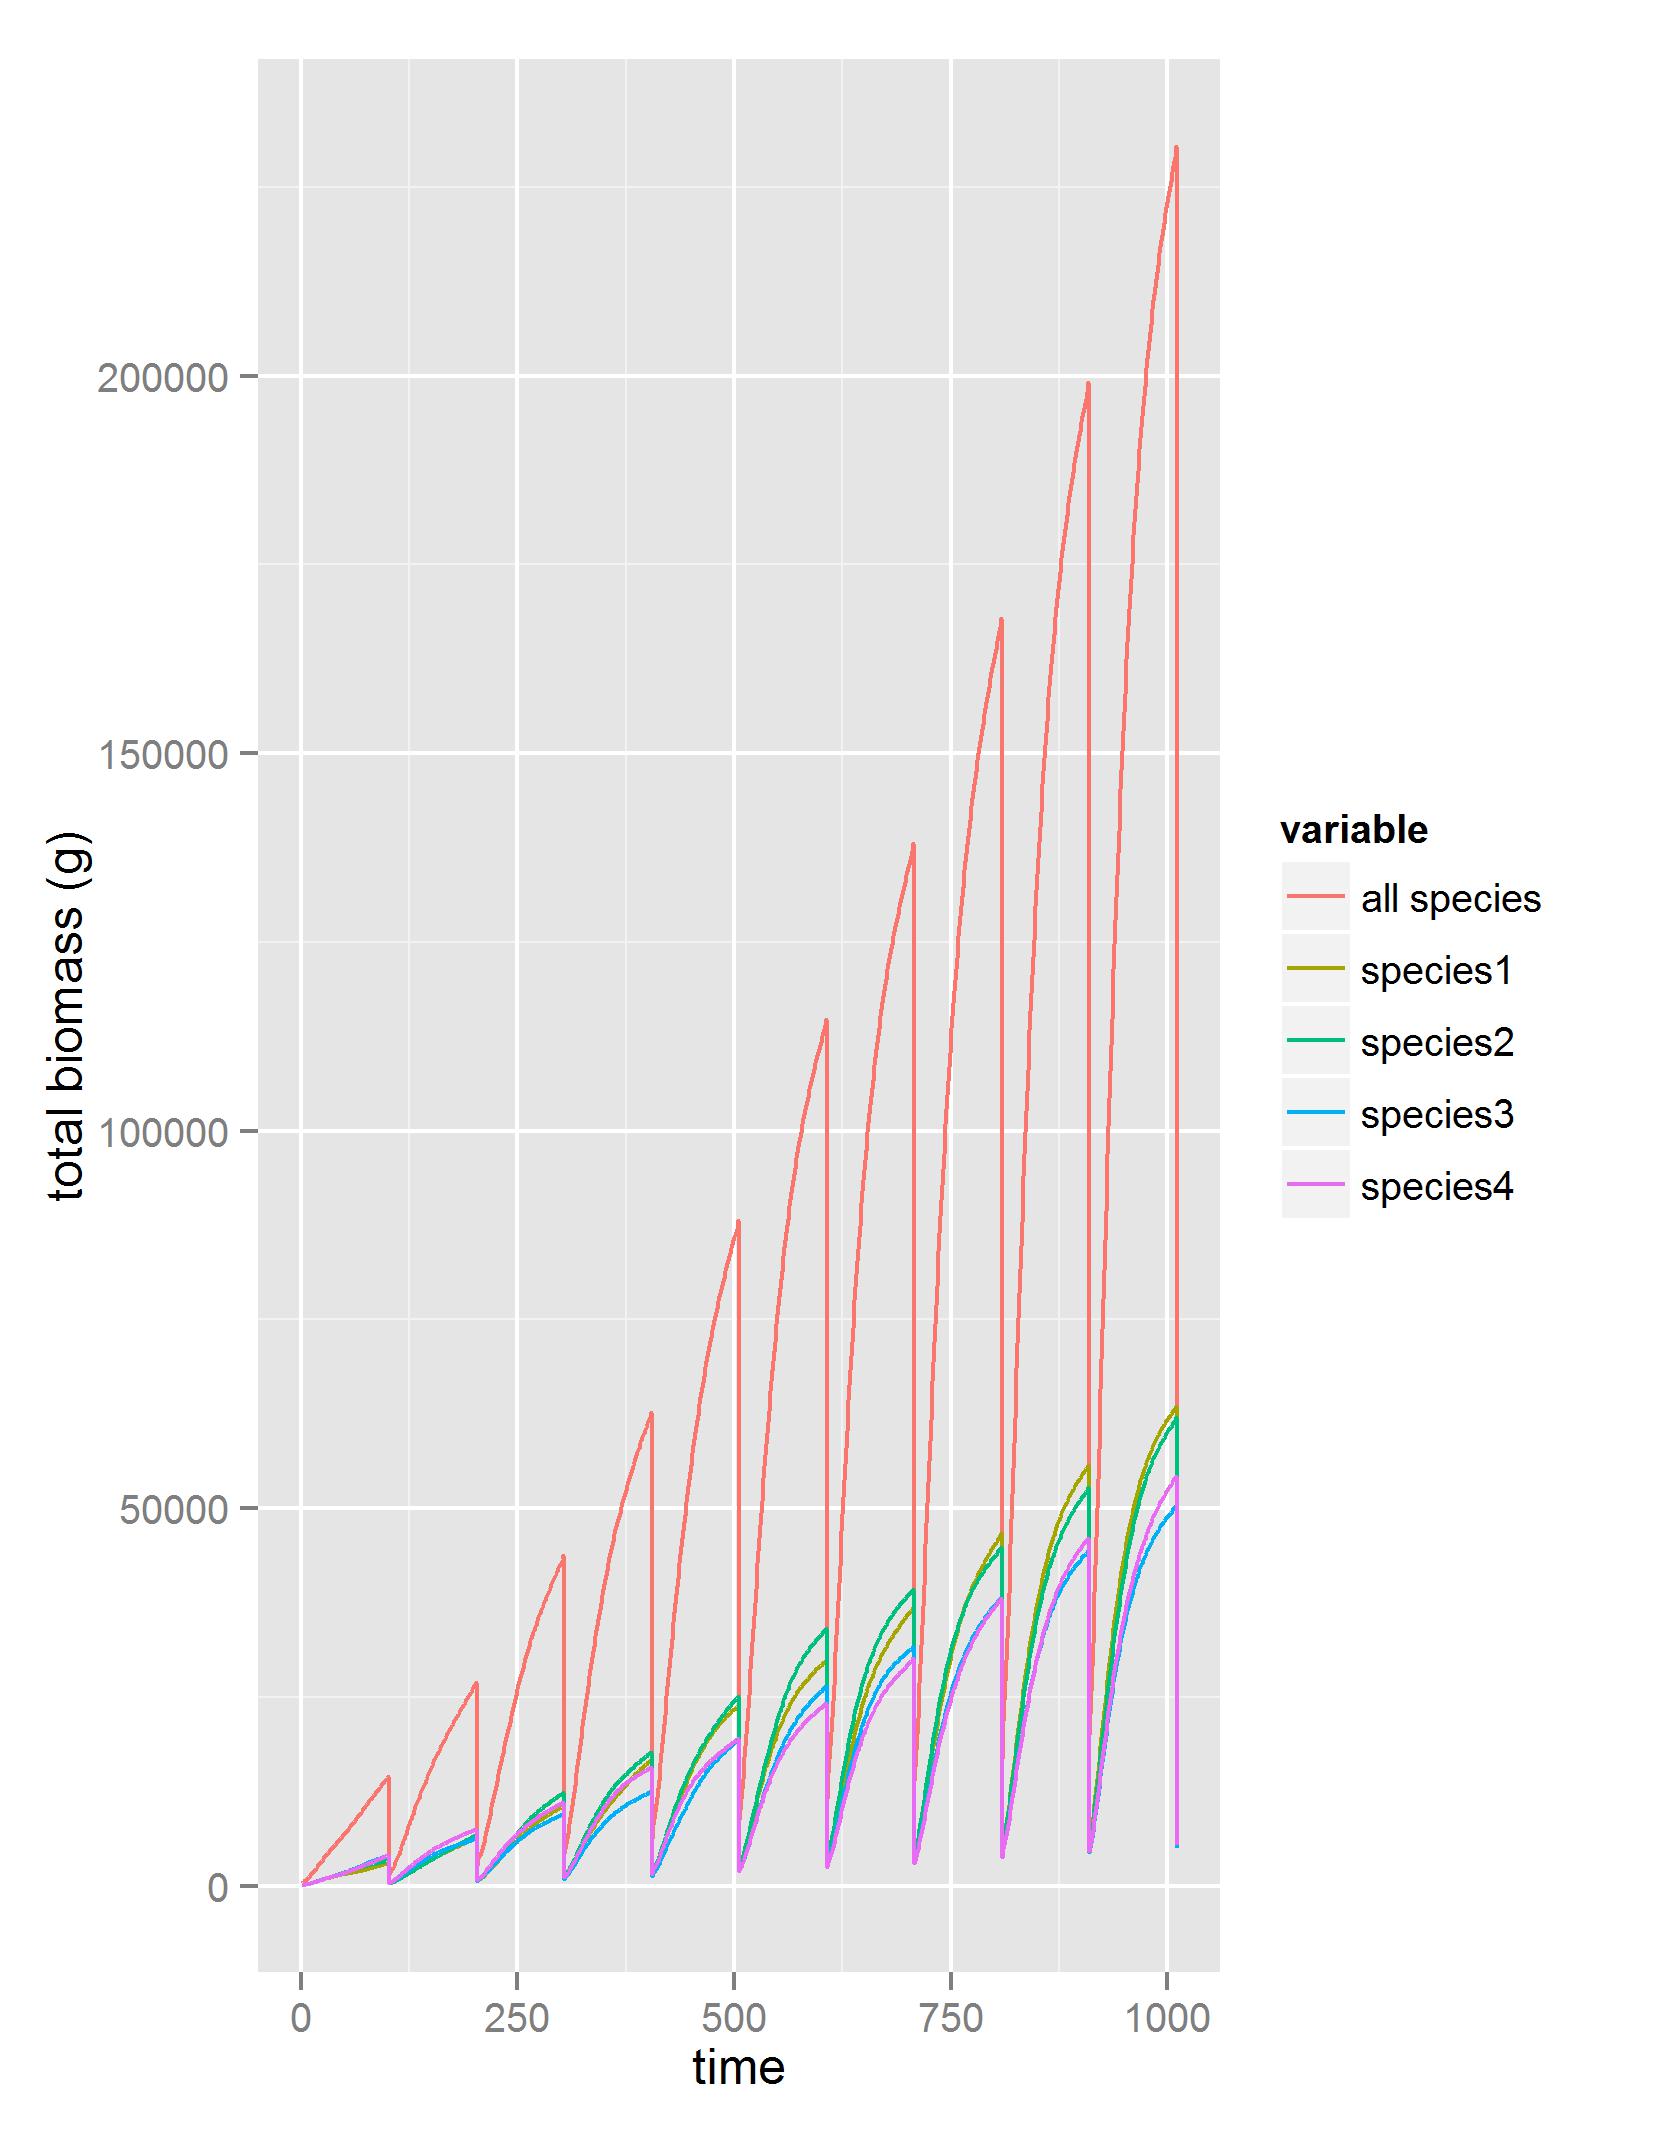 total biomass (g)
200000
150000
100000
50000
0
0 250 500 750 1000
time
variable
all species
species1
species2
species3
species4